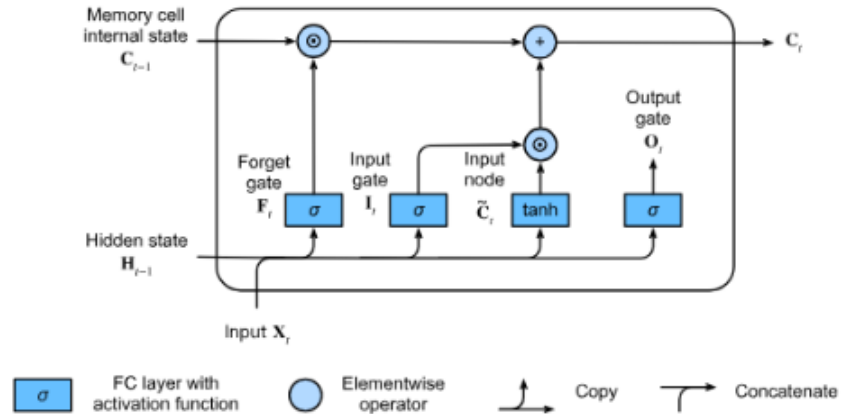 Memory cell
internal state
C_{t-1}
C_t
Output
gate
O_t
Forget
gate
F_t
Input
gate
I_t
Input
node
C̃_t
σ
σ
tanh
σ
Hidden state
H_{t-1}
Input X_t
σ
FC layer with
activation function
Elementwise
operator
Copy
Concatenate